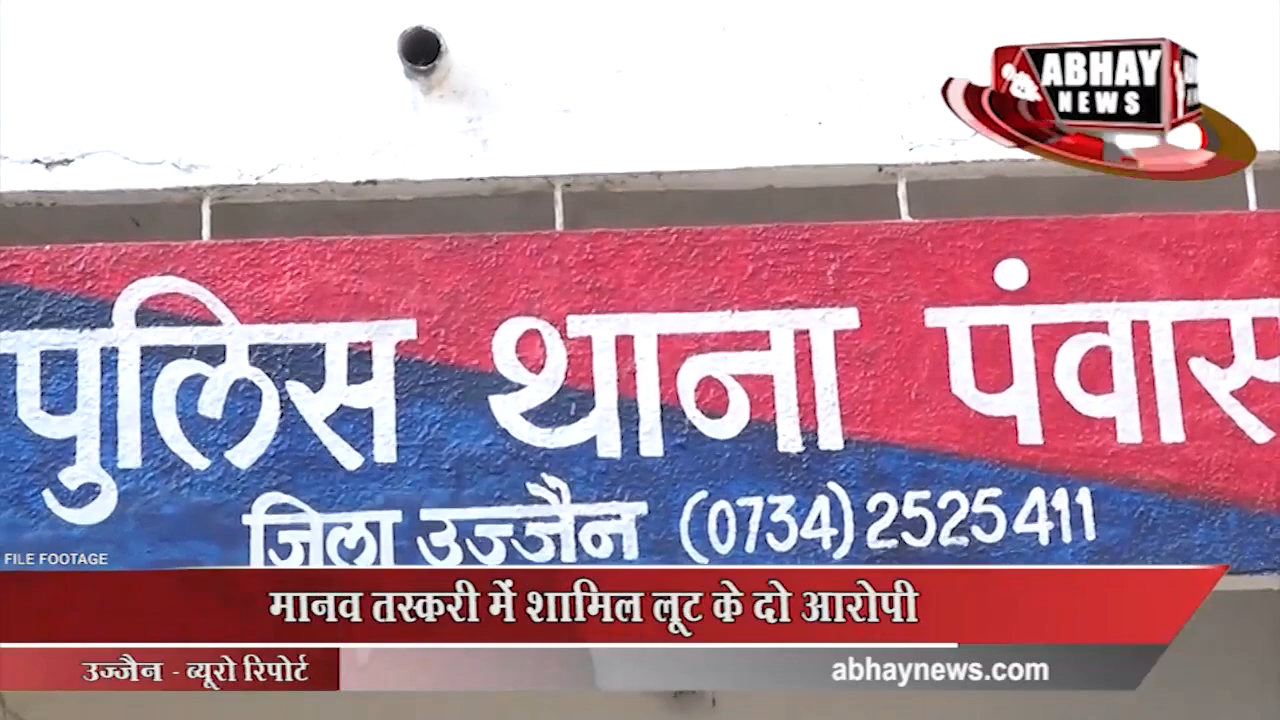 ABHAY
NEWS
पुलिस थाना पंवास
जिला उज्जैन (0734) 2525411
FILE FOOTAGE
मानव तस्करी में शामिल लूट के दो आरोपी
उज्जैन - ब्यूरो रिपोर्ट
abhaynews.com